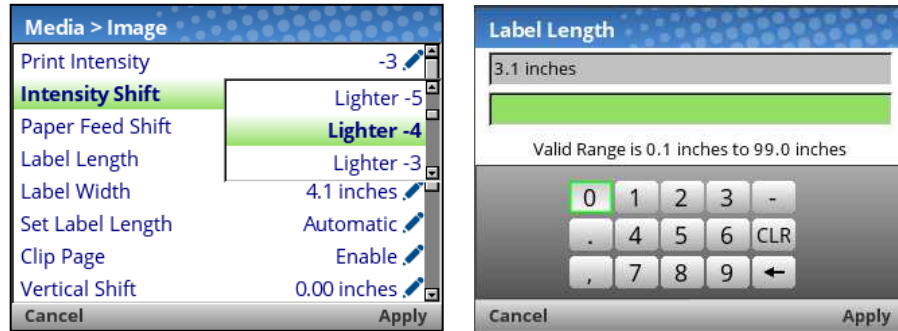 Media > Image
Print Intensity -3
Intensity Shift
Lighter -5
Paper Feed Shift
Lighter -4
Label Length
Lighter -3
Label Width 4.1 inches
Set Label Length Automatic
Clip Page Enable
Vertical Shift 0.00 inches
Cancel Apply
Label Length
3.1 inches
Valid Range is 0.1 inches to 99.0 inches
0 1 2 3 -
. 4 5 6 CLR
, 7 8 9 ←
Cancel Apply